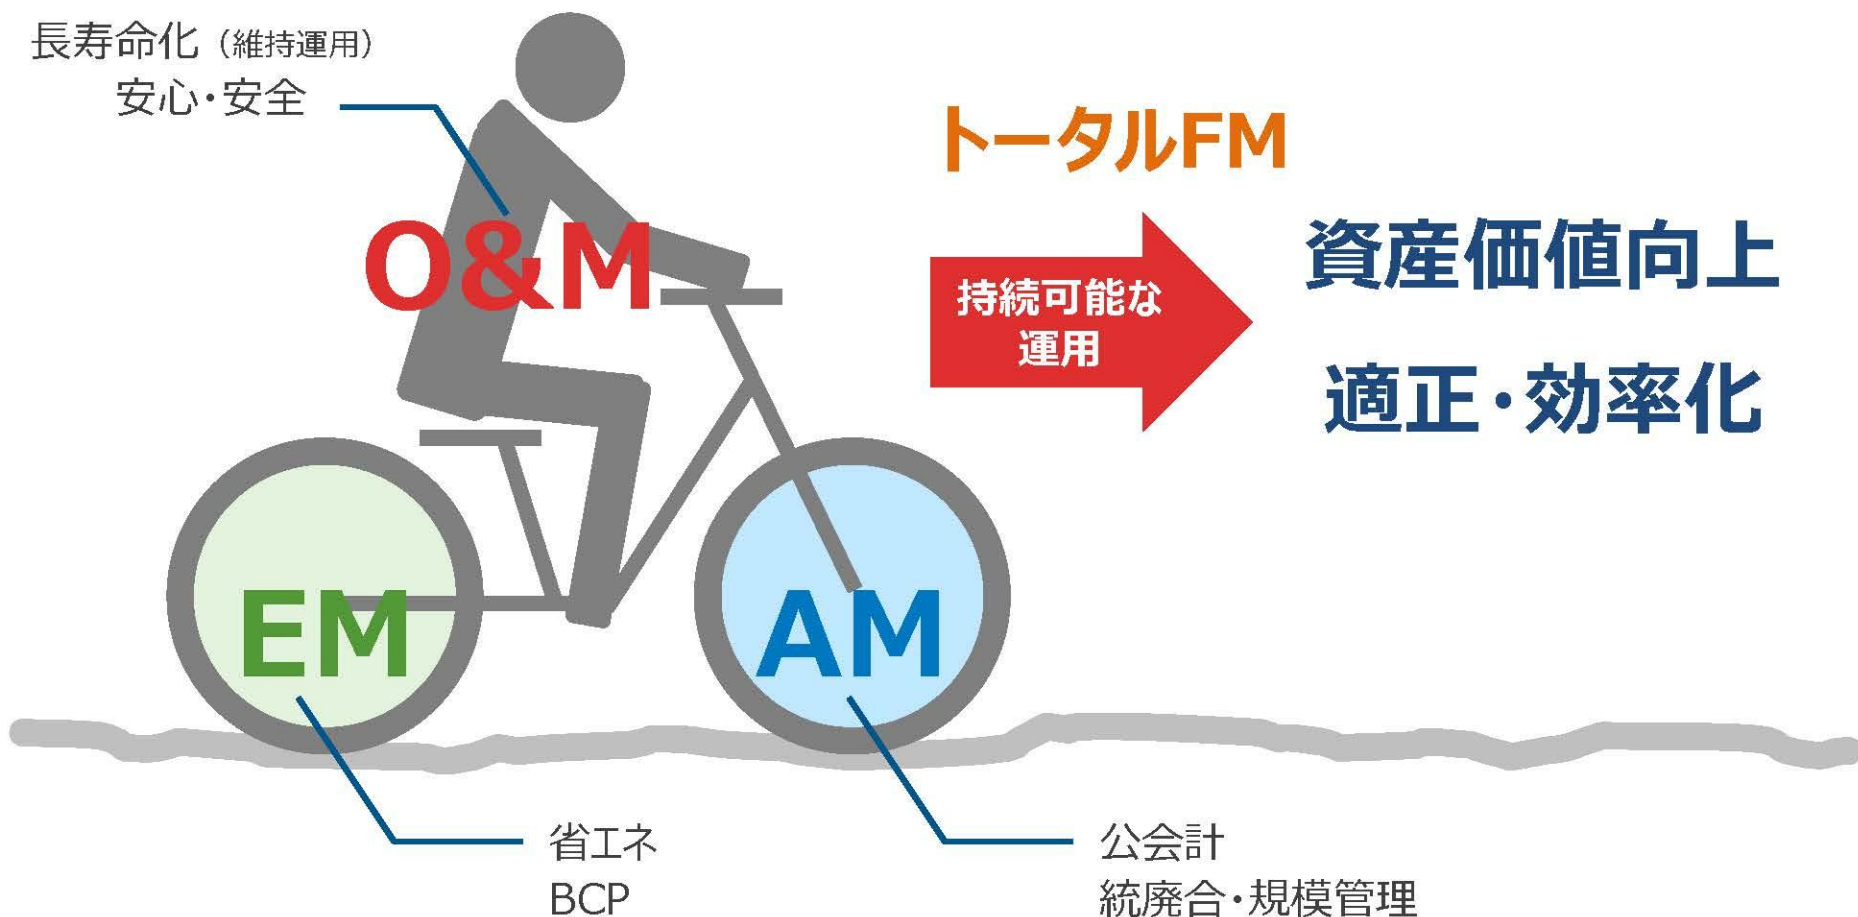 長寿命化（維持運用）
安心・安全
O&M
トータルFM
持続可能な
運用
資産価値向上
適正・効率化
EM
AM
省エネ
BCP
公会計
統廃合・規模管理